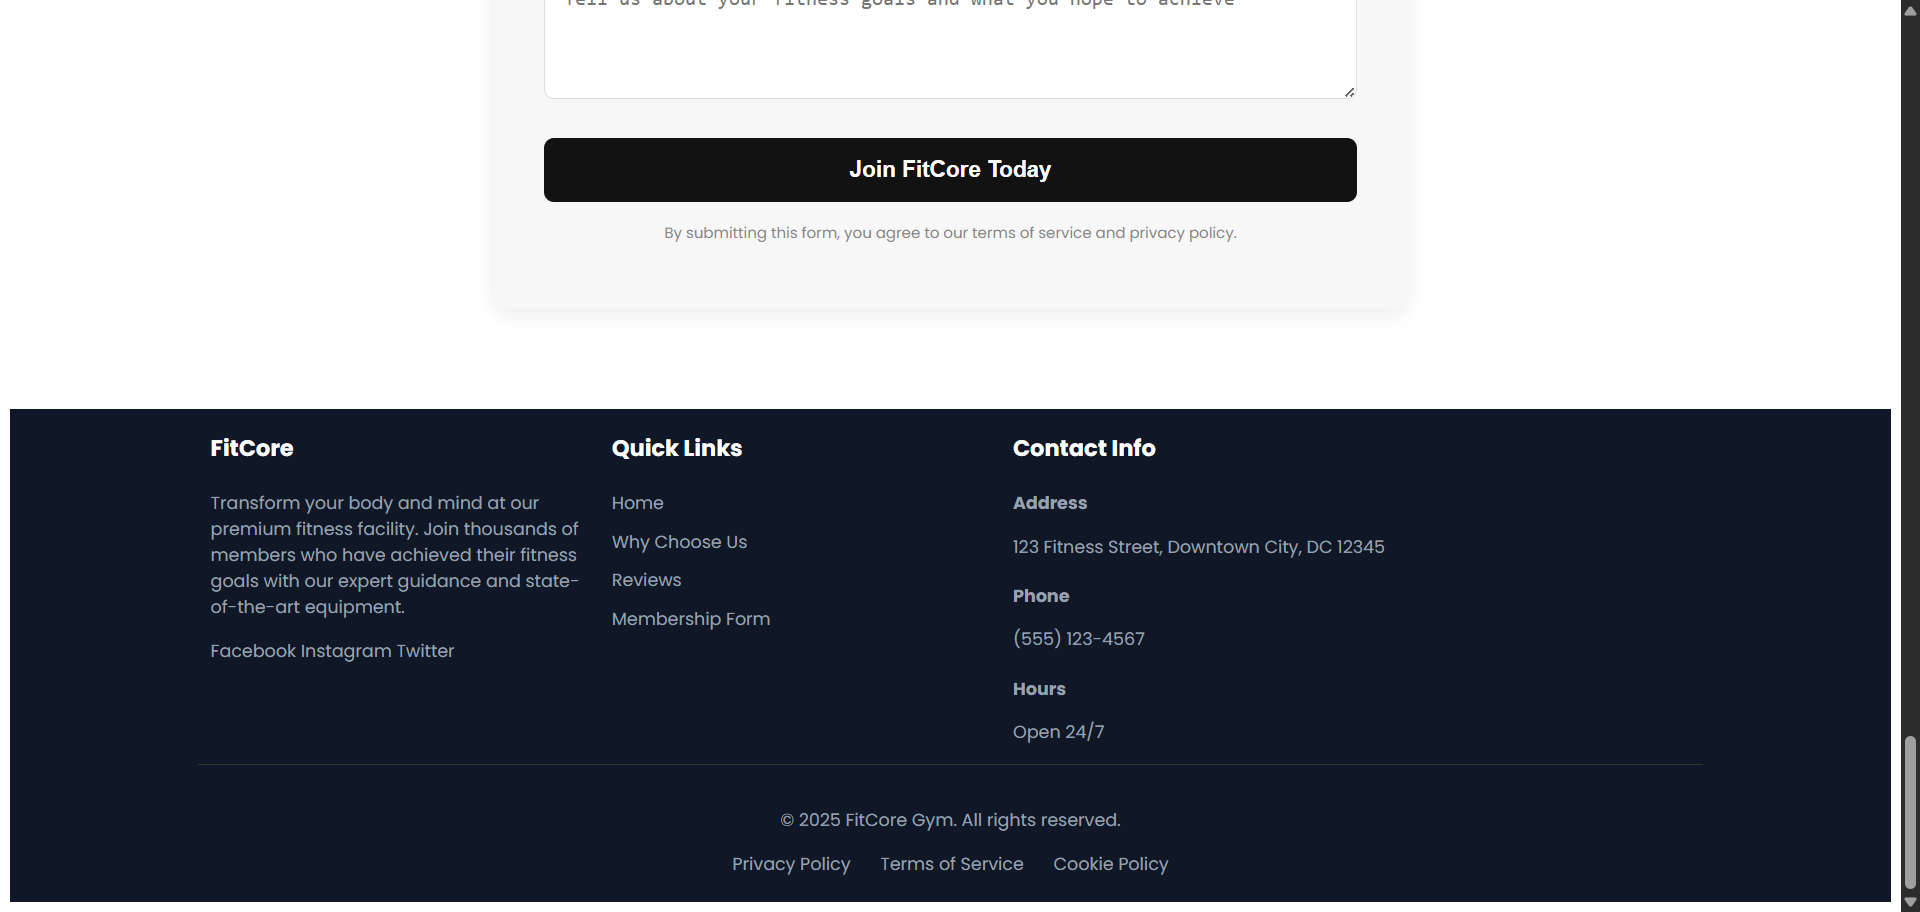 Tell us about your fitness goals and what you hope to achieve
Join FitCore Today
By submitting this form, you agree to our terms of service and privacy policy.
FitCore
Transform your body and mind at our
premium fitness facility. Join thousands of
members who have achieved their fitness
goals with our expert guidance and state-
of-the-art equipment.
Facebook Instagram Twitter
Quick Links
Home
Why Choose Us
Reviews
Membership Form
Contact Info
Address
123 Fitness Street, Downtown City, DC 12345
Phone
(555) 123-4567
Hours
Open 24/7
© 2025 FitCore Gym. All rights reserved.
Privacy Policy Terms of Service Cookie Policy